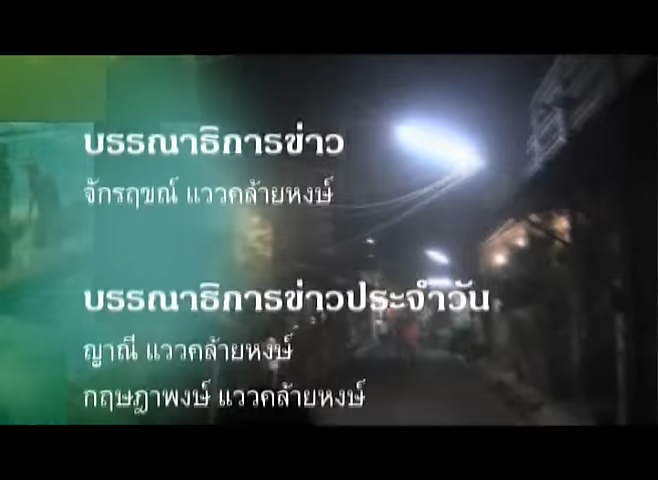 บรรณาธิการข่าว
จักรฤฃณ์ แววคล้ายหงษ์
บรรณาธิการข่าวประจำวัน
ญาณี แววคล้ายหงษ์
กฤษฎาพงษ์ แววคล้ายหงษ์